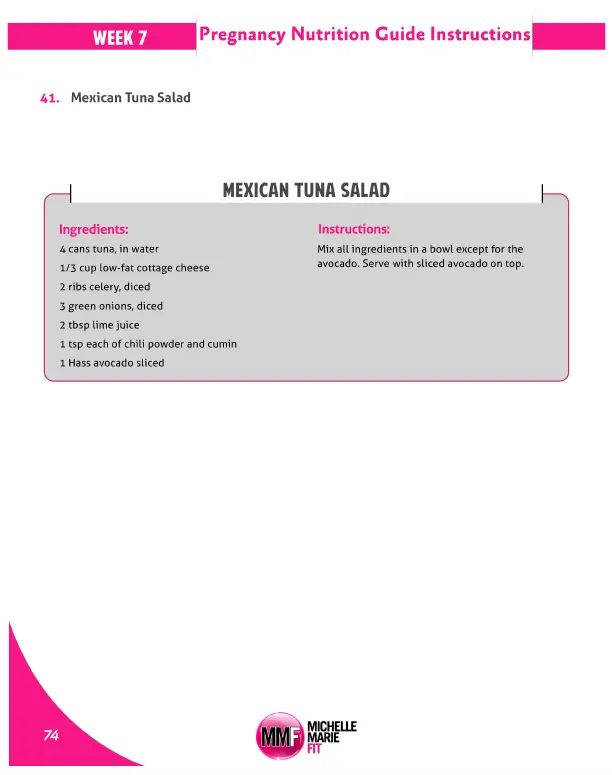 WEEK 7
Pregnancy Nutrition Guide Instructions
41. Mexican Tuna Salad
MEXICAN TUNA SALAD
Ingredients:
4 cans tuna, in water
1/3 cup low-fat cottage cheese
2 ribs celery, diced
3 green onions, diced
2 tbsp lime juice
1 tsp each of chili powder and cumin
1 Hass avocado sliced
Instructions:
Mix all ingredients in a bowl except for the
avocado. Serve with sliced avocado on top.
74
MMF
MICHELLE
MARIE
FIT